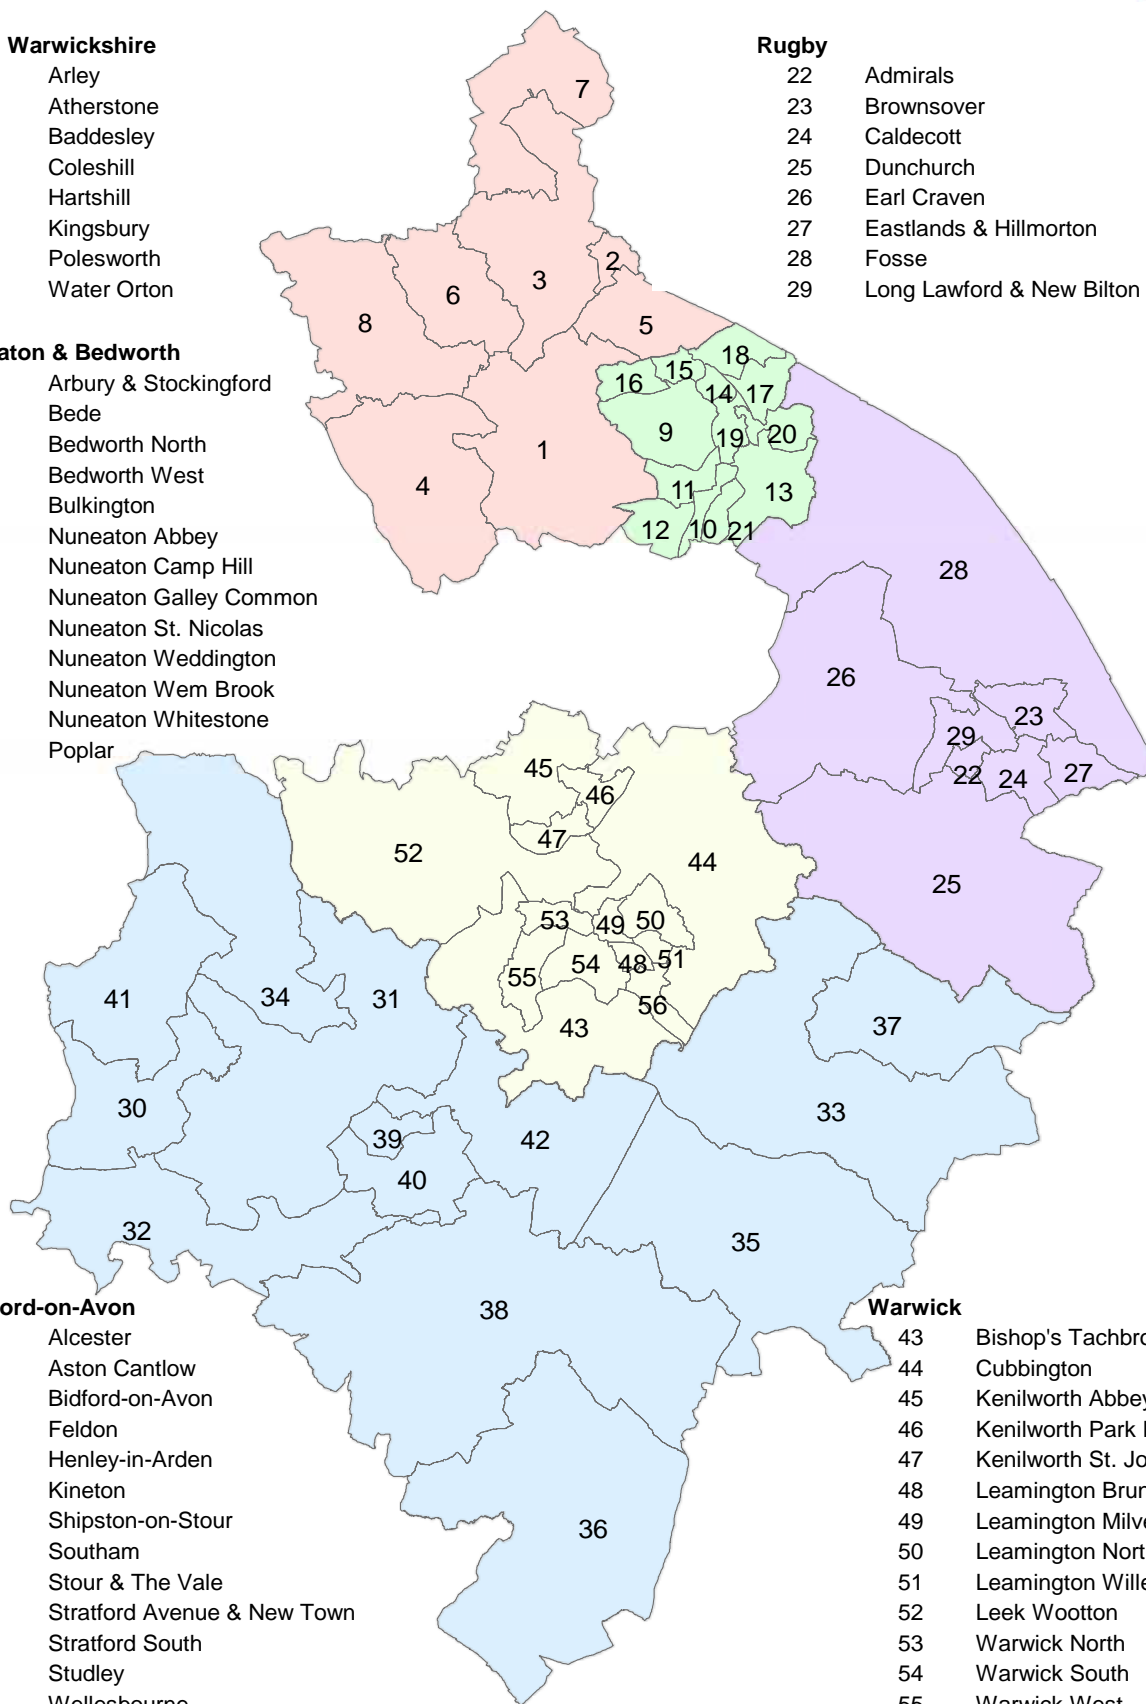 Warwickshire
Arley
Atherstone
Baddesley
Coleshill
Hartshill
Kingsbury
Polesworth
Water Orton
aton & Bedworth
Arbury & Stockingford
Bede
Bedworth North
Bedworth West
Bulkington
Nuneaton Abbey
Nuneaton Camp Hill
Nuneaton Galley Common
Nuneaton St. Nicolas
Nuneaton Weddington
Nuneaton Wem Brook
Nuneaton Whitestone
Poplar
Rugby
22 Admirals
23 Brownsover
24 Caldecott
25 Dunchurch
26 Earl Craven
27 Eastlands & Hillmorton
28 Fosse
29 Long Lawford & New Bilton
7
2
3
6
5
8
18
15
16
14 17
9
19 20
1
4
11
13
12 10 21
28
26
23
29
22 24 27
45
46
47
52
44
25
53 49 50
54 48 51
55
56
43
41
34
31
37
30
33
39
42
40
32
35
38
36
ord-on-Avon
Alcester
Aston Cantlow
Bidford-on-Avon
Feldon
Henley-in-Arden
Kineton
Shipston-on-Stour
Southam
Stour & The Vale
Stratford Avenue & New Town
Stratford South
Studley
Wellesbourne
Warwick
43 Bishop's Tachbro
44 Cubbington
45 Kenilworth Abbey
46 Kenilworth Park
47 Kenilworth St. Jo
48 Leamington Brun
49 Leamington Milve
50 Leamington Nort
51 Leamington Wille
52 Leek Wootton
53 Warwick North
54 Warwick South
55 Warwick West